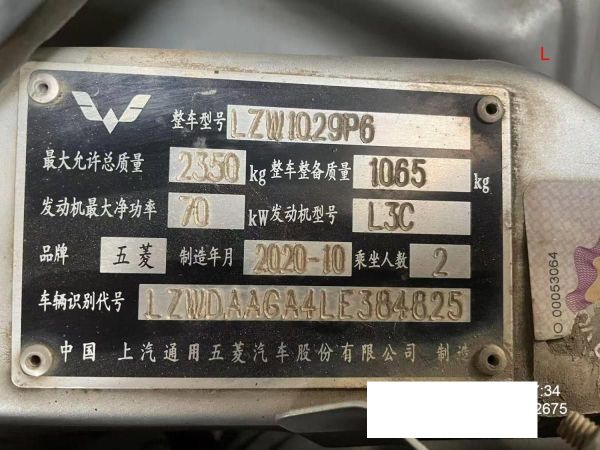 L
整车型号 LZW1029P6
最大允许总质量 2350 kg 整车整备质量 1065 kg
发动机最大净功率 70 kW 发动机型号 L3C
品牌 五菱 制造年月 2020-10 乘坐人数 2
车辆识别代号 LZWDAAGA4LE384825
中国 上汽通用五菱汽车股份有限公司 制造
O 00053064
:34
2675